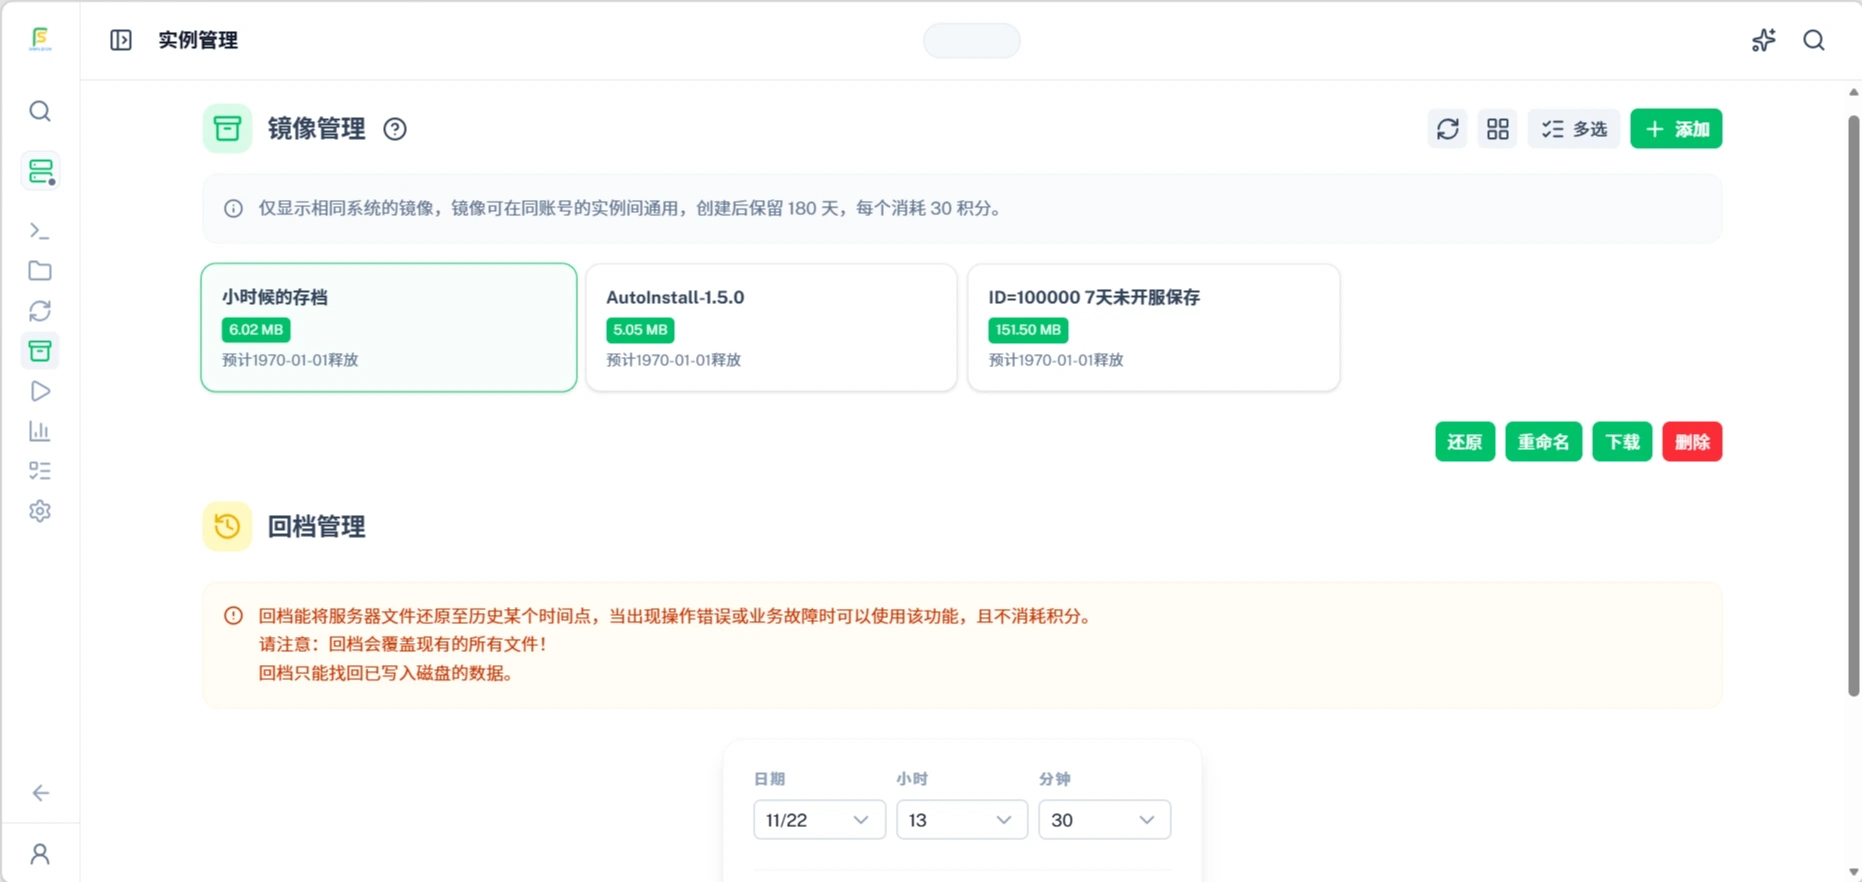 实例管理
镜像管理
多选
添加
仅显示相同系统的镜像，镜像可在同账号的实例间通用，创建后保留 180 天，每个消耗 30 积分。
小时候的存档
6.02 MB
预计1970-01-01释放
AutoInstall-1.5.0
5.05 MB
预计1970-01-01释放
ID=100000 7天未开服保存
151.50 MB
预计1970-01-01释放
还原
重命名
下载
删除
回档管理
回档能将服务器文件还原至历史某个时间点，当出现操作错误或业务故障时可以使用该功能，且不消耗积分。
请注意：回档会覆盖现有的所有文件！
回档只能找回已写入磁盘的数据。
日期
小时
分钟
11/22
13
30